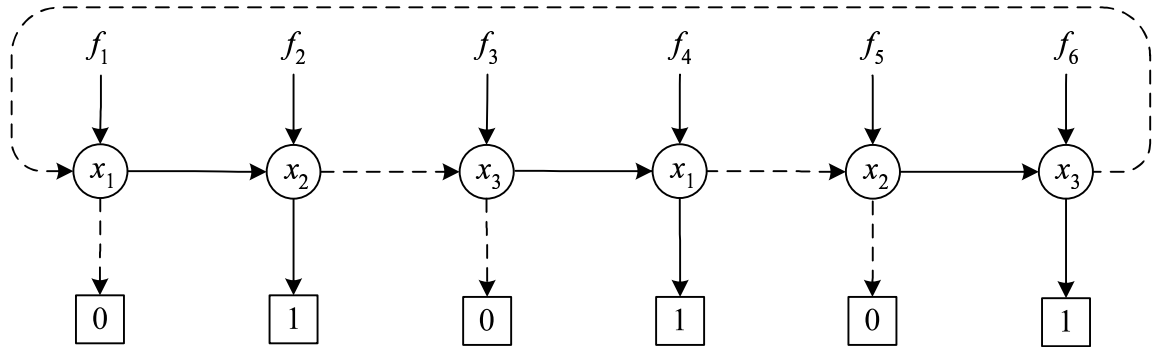 f₁ f₂ f₃ f₄ f₅ f₆
x₁ x₂ x₃ x₁ x₂ x₃
0 1 0 1 0 1